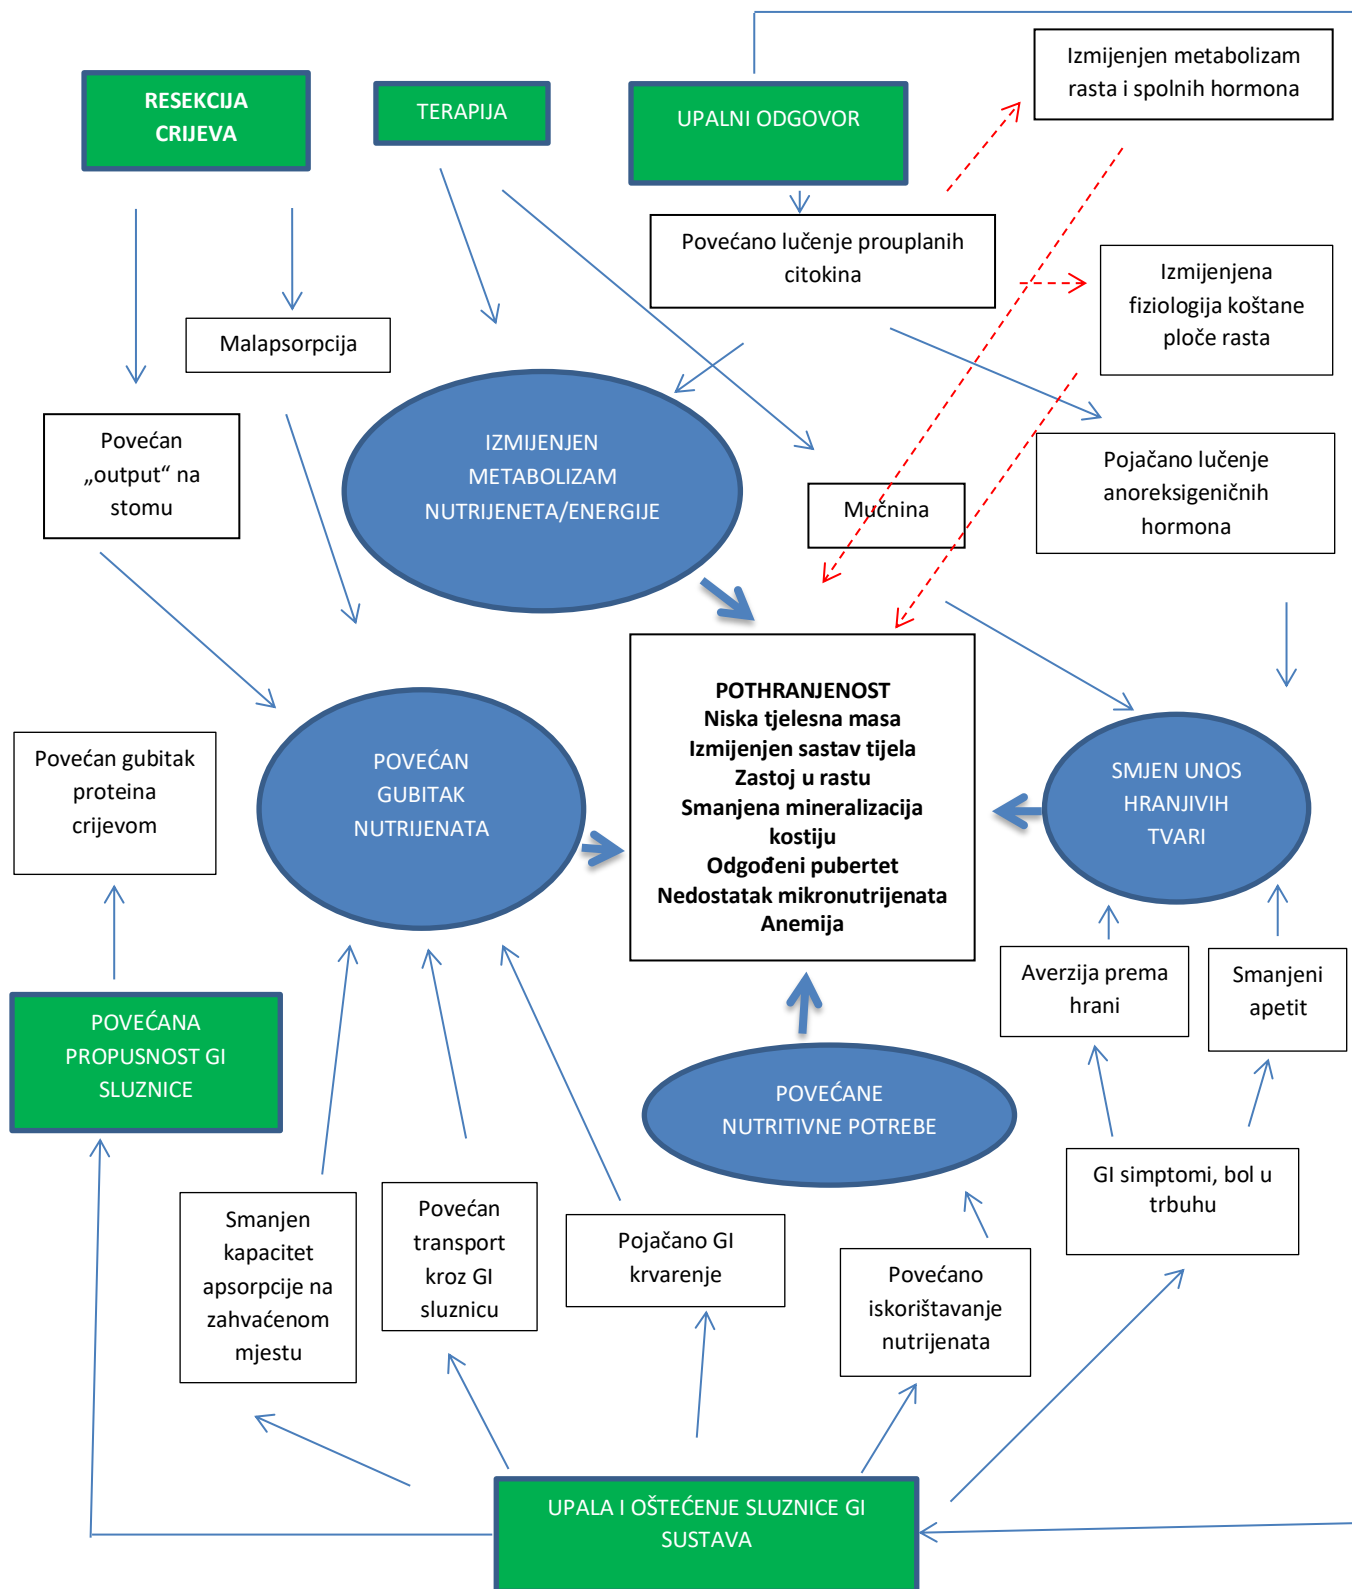 Izmijenjen metabolizam
rasta i spolnih hormona
RESEKCIJA
CRIJEVA
TERAPIJA
UPALNI ODGOVOR
Povećano lučenje prouplanih
citokina
Izmijenjena
fiziologija koštane
ploče rasta
Malapsorpcija
Povećan
„output“ na
stomu
IZMIJENJEN
METABOLIZAM
NUTRIJENETA/ENERGIJE
Mučnina
Pojačano lučenje
anoreksigeničnih
hormona
POTHRANJENOST
Niska tjelesna masa
Izmijenjen sastav tijela
Zastoj u rastu
Smanjena mineralizacija
kostiju
Odgođeni pubertet
Nedostatak mikronutrijenata
Anemija
Povećan gubitak
proteina
crijevom
POVEĆAN
GUBITAK
NUTRIJENATA
SMJEN UNOS
HRANJIVIH
TVARI
Averzija prema
hrani
Smanjeni
apetit
POVEĆANA
PROPUSNOST GI
SLUZNICE
POVEĆANE
NUTRITIVNE POTREBE
GI simptomi, bol u
trbuhu
Smanjen
kapacitet
apsorpcije na
zahvaćenom
mjestu
Povećan
transport
kroz GI
sluznicu
Pojačano GI
krvarenje
Povećano
iskorištavanje
nutrijenata
UPALA I OŠTEĆENJE SLUZNICE GI
SUSTAVA